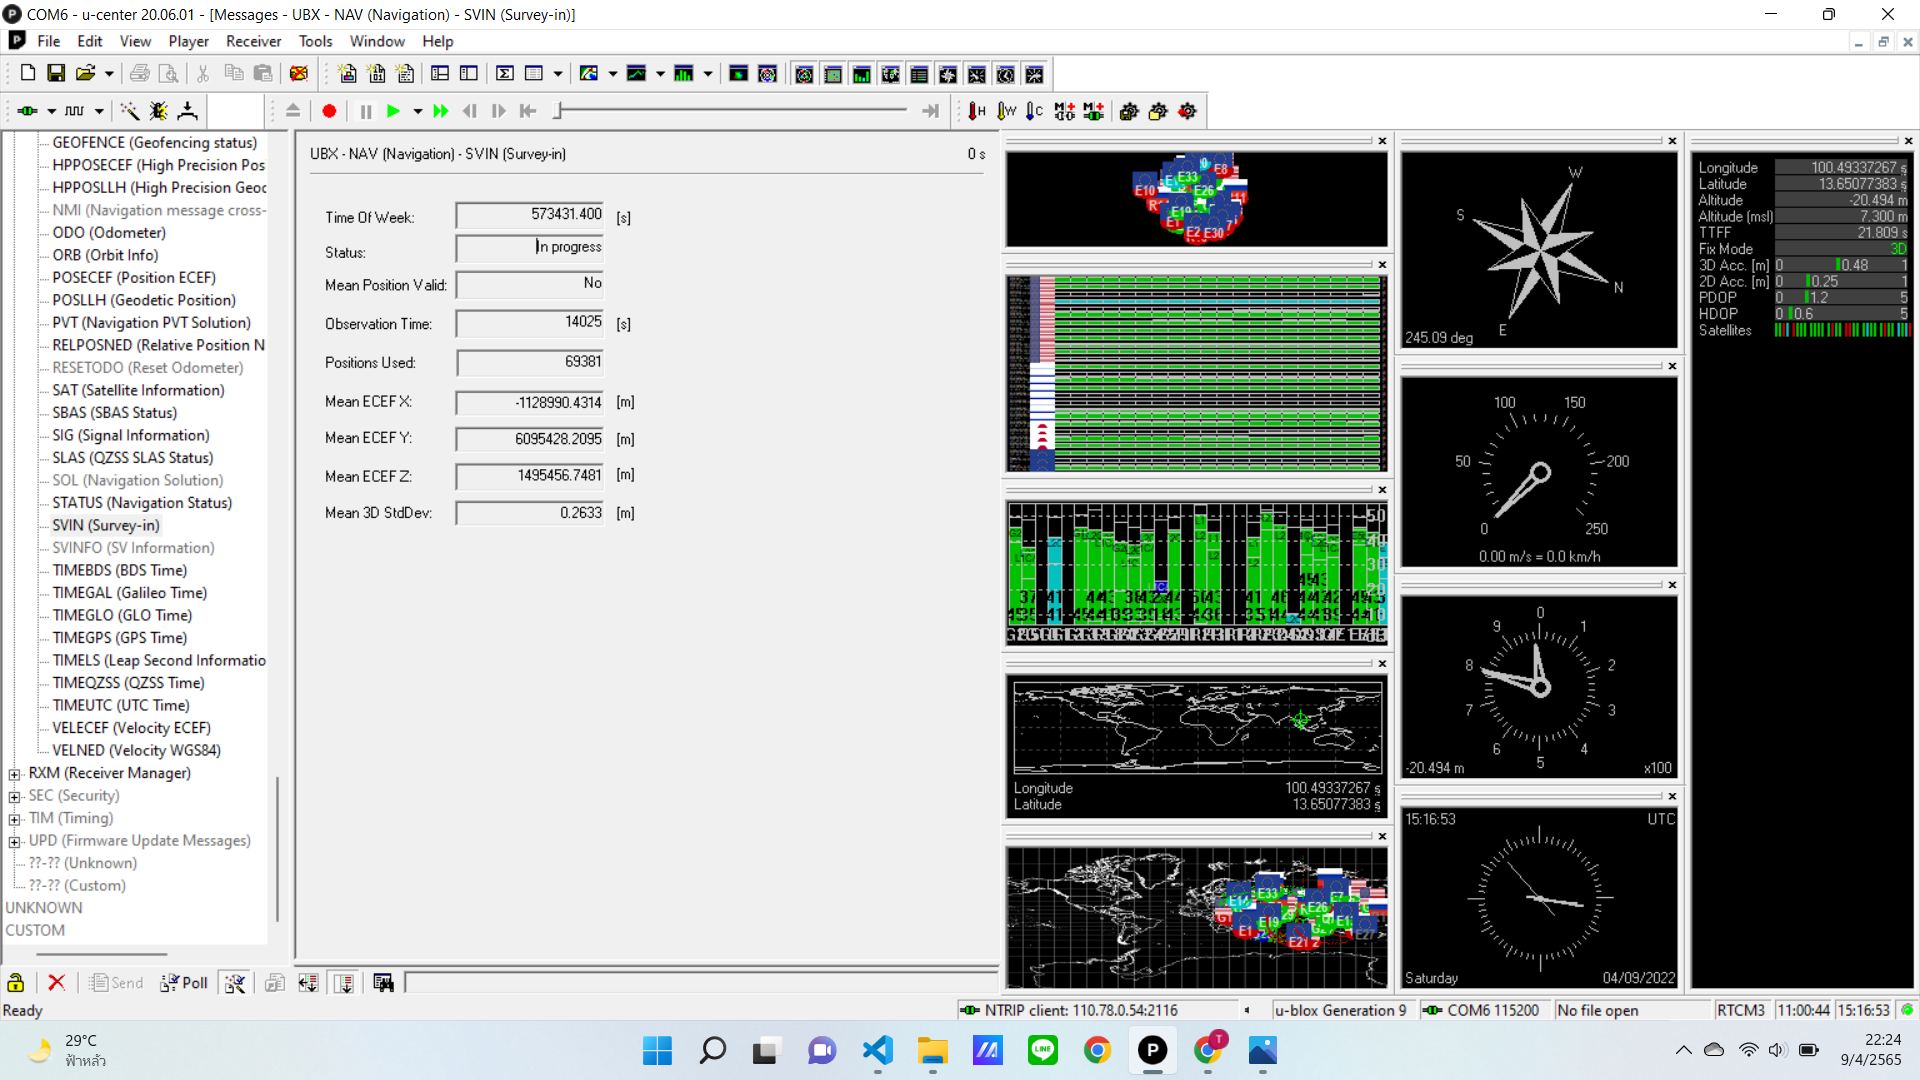 COM6 - u-center 20.06.01 - [Messages - UBX - NAV (Navigation) - SVIN (Survey-in)]
File Edit View Player Receiver Tools Window Help
GEOFENCE (Geofencing status)
HPPOSECEF (High Precision Pos
HPPOSLLH (High Precision Geoc
NMI (Navigation message cross-
ODO (Odometer)
ORB (Orbit Info)
POSECEF (Position ECEF)
POSLLH (Geodetic Position)
PVT (Navigation PVT Solution)
RELPOSNED (Relative Position N
RESETODO (Reset Odometer)
SAT (Satellite Information)
SBAS (SBAS Status)
SIG (Signal Information)
SLAS (QZSS SLAS Status)
SOL (Navigation Solution)
STATUS (Navigation Status)
SVIN (Survey-in)
SVINFO (SV Information)
TIMEBDS (BDS Time)
TIMEGAL (Galileo Time)
TIMEGLO (GLO Time)
TIMEGPS (GPS Time)
TIMELS (Leap Second Informatio
TIMEQZSS (QZSS Time)
TIMEUTC (UTC Time)
VELECEF (Velocity ECEF)
VELNED (Velocity WGS84)
RXM (Receiver Manager)
SEC (Security)
TIM (Timing)
UPD (Firmware Update Messages)
??-?? (Unknown)
??-?? (Custom)
UNKNOWN
CUSTOM
UBX - NAV (Navigation) - SVIN (Survey-in) 0 s
Time Of Week: 573431.400 [s]
Status: In progress
Mean Position Valid: No
Observation Time: 14025 [s]
Positions Used: 69381
Mean ECEF X: -1128990.4314 [m]
Mean ECEF Y: 6095428.2095 [m]
Mean ECEF Z: 1495456.7481 [m]
Mean 3D StdDev: 0.2633 [m]
E10 E33 E8 E26 E19 E30
50
40
30
20
10
Longitude 100.49337267 °
Latitude 13.65077383 °
E33 E26 E19 E1 E21
W
S
N
E
245.09 deg
100 150
50 200
0 250
0.00 m/s = 0.0 km/h
0
9 1
8 2
7 3
6 4
5
-20.494 m x100
15:16:53 UTC
Saturday 04/09/2022
Longitude 100.49337267 °
Latitude 13.65077383 °
Altitude -20.494 m
Altitude (msl) 7.300 m
TTFF 21.809 s
Fix Mode 3D
3D Acc. [m] 0 0.48 1
2D Acc. [m] 0 0.25 1
PDOP 0 1.2 5
HDOP 0 0.6 5
Satellites
Send Poll
Ready
NTRIP client: 110.78.0.54:2116 u-blox Generation 9 COM6 115200 No file open RTCM3 11:00:44 15:16:53
29°C
ฟ้าหลัว
LINE
T
22:24
9/4/2565